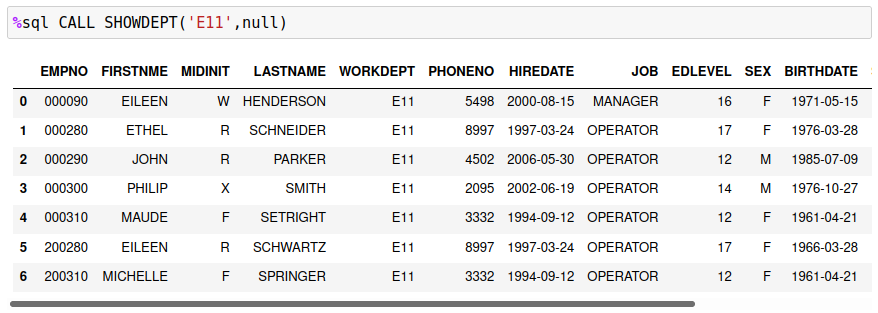 %sql CALL SHOWDEPT('E11',null)
EMPNO FIRSTNME MIDINIT LASTNAME WORKDEPT PHONENO HIREDATE JOB EDLEVEL SEX BIRTHDATE
0 000090 EILEEN W HENDERSON E11 5498 2000-08-15 MANAGER 16 F 1971-05-15
1 000280 ETHEL R SCHNEIDER E11 8997 1997-03-24 OPERATOR 17 F 1976-03-28
2 000290 JOHN R PARKER E11 4502 2006-05-30 OPERATOR 12 M 1985-07-09
3 000300 PHILIP X SMITH E11 2095 2002-06-19 OPERATOR 14 M 1976-10-27
4 000310 MAUDE F SETRIGHT E11 3332 1994-09-12 OPERATOR 12 F 1961-04-21
5 200280 EILEEN R SCHWARTZ E11 8997 1997-03-24 OPERATOR 17 F 1966-03-28
6 200310 MICHELLE F SPRINGER E11 3332 1994-09-12 OPERATOR 12 F 1961-04-21